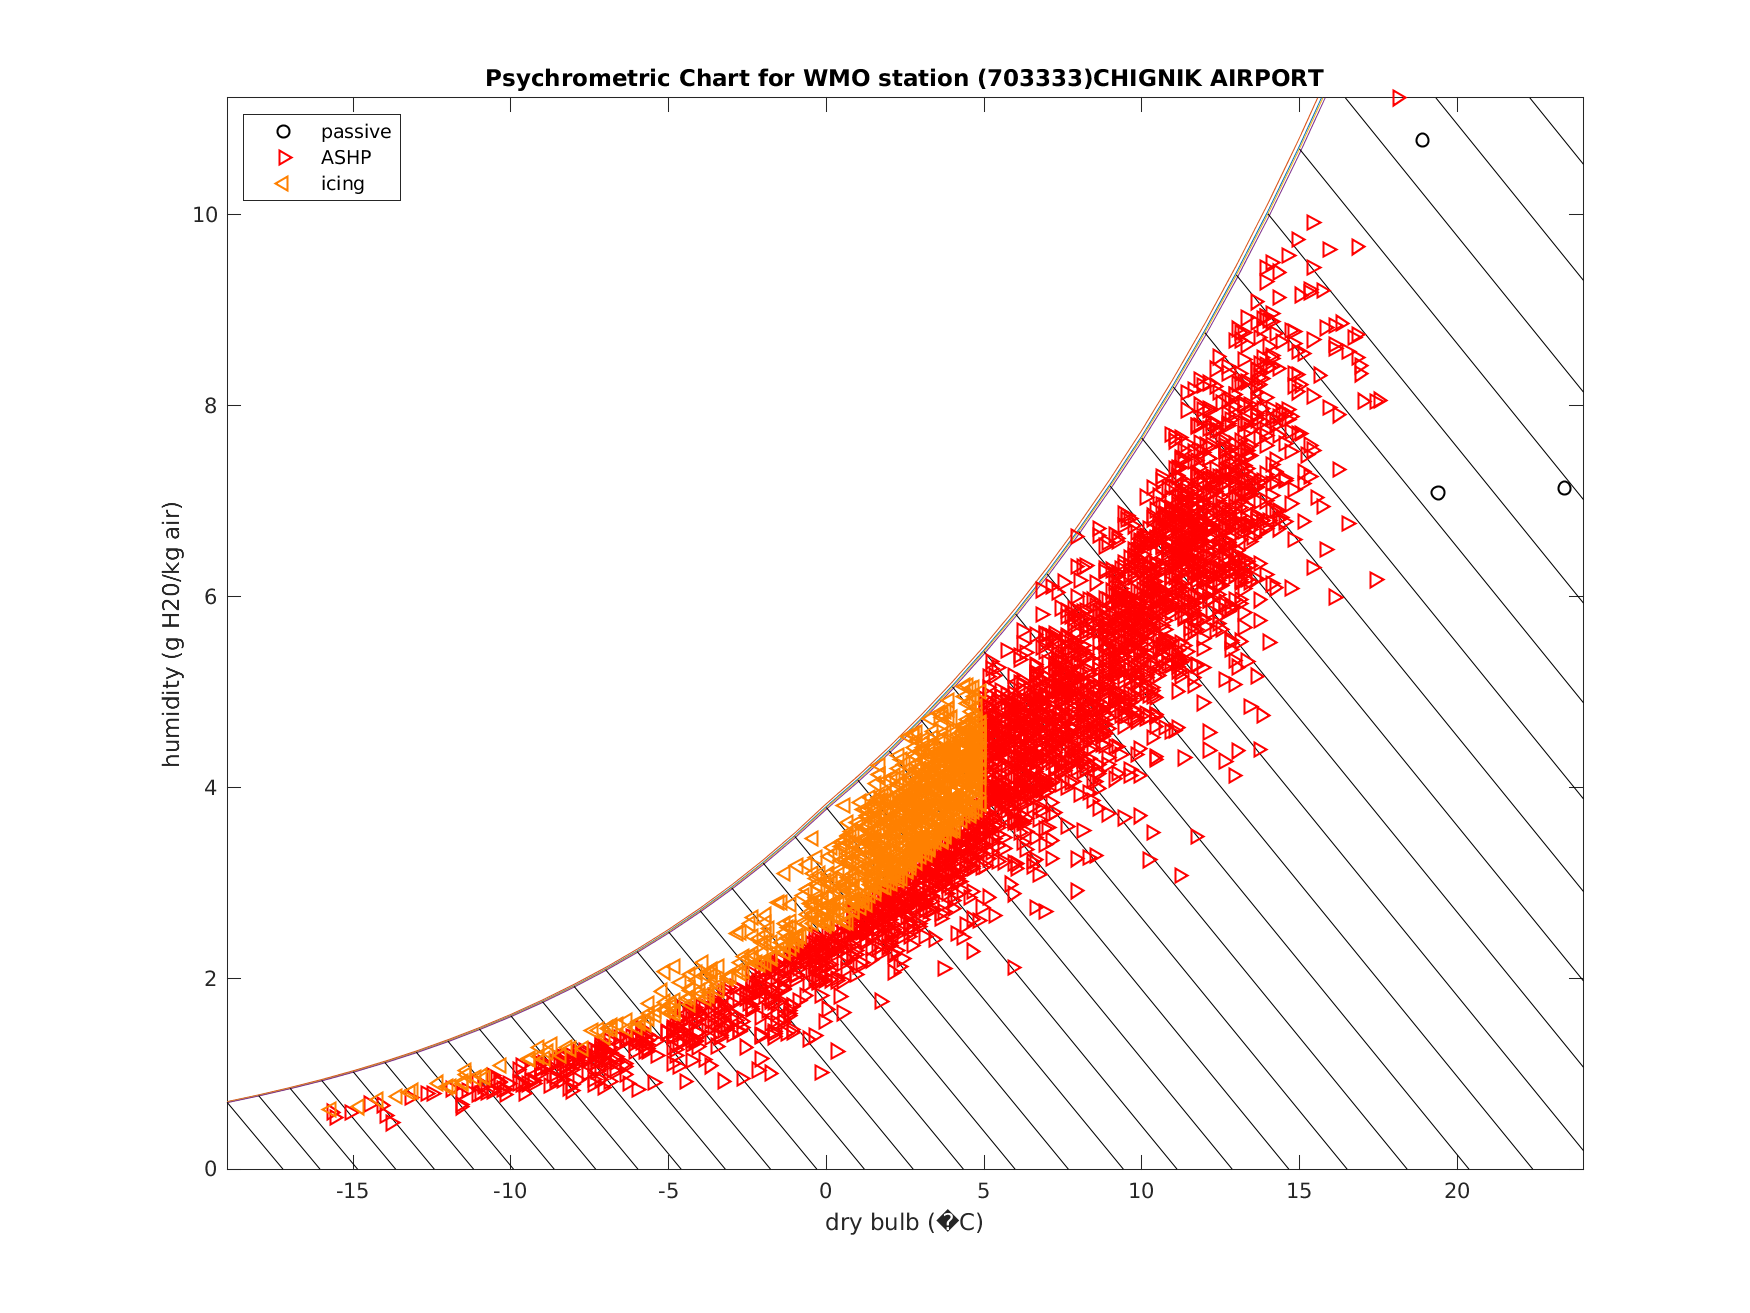 Psychrometric Chart for WMO station (703333)CHIGNIK AIRPORT
passive
ASHP
icing
humidity (g H20/kg air)
10
8
6
4
2
0
-15 -10 -5 0 5 10 15 20
dry bulb (�C)